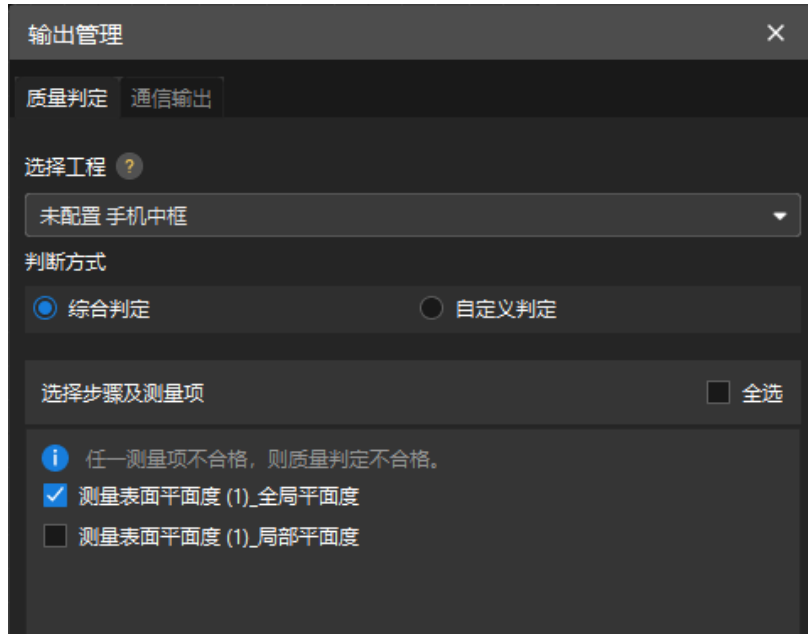 输出管理
质量判定 通信输出
选择工程 ?
未配置 手机中框
判断方式
综合判定 自定义判定
选择步骤及测量项 全选
任一测量项不合格，则质量判定不合格。
测量表面平面度 (1)_全局平面度
测量表面平面度 (1)_局部平面度